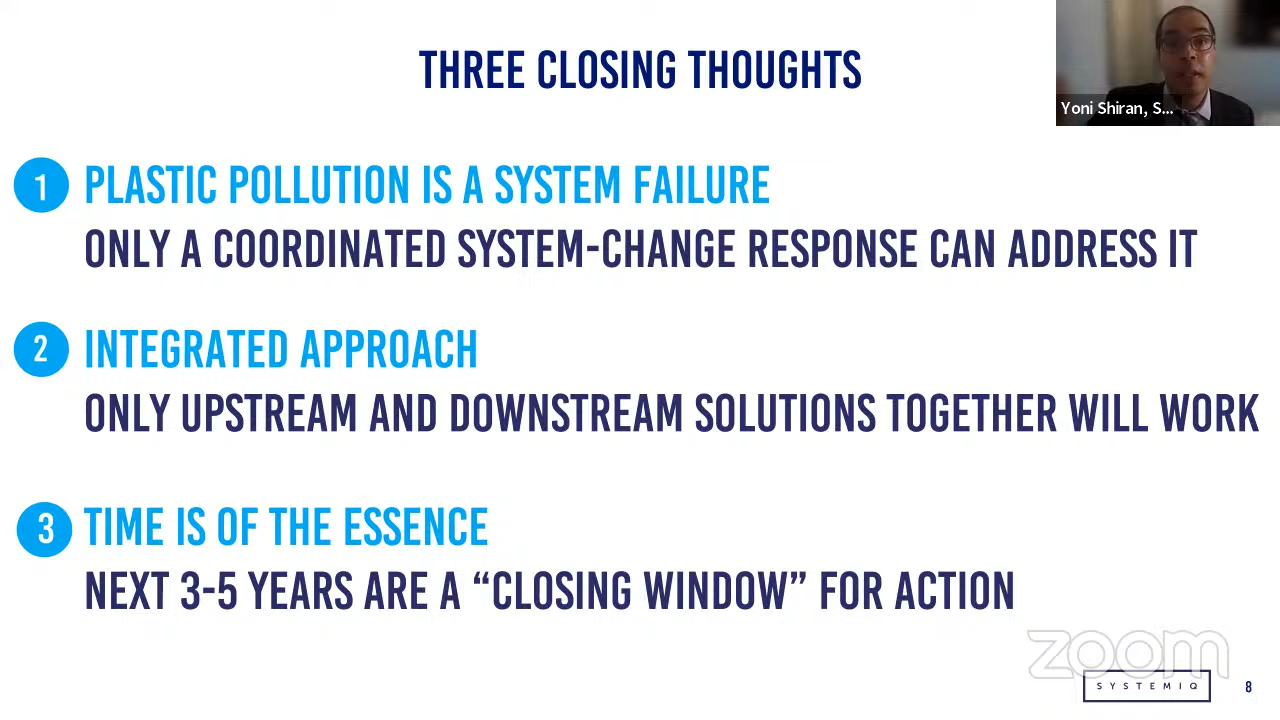 THREE CLOSING THOUGHTS
Yoni Shiran, S...
1 PLASTIC POLLUTION IS A SYSTEM FAILURE
ONLY A COORDINATED SYSTEM-CHANGE RESPONSE CAN ADDRESS IT
2 INTEGRATED APPROACH
ONLY UPSTREAM AND DOWNSTREAM SOLUTIONS TOGETHER WILL WORK
3 TIME IS OF THE ESSENCE
NEXT 3-5 YEARS ARE A “CLOSING WINDOW” FOR ACTION
zoom
SYSTEMIQ
8